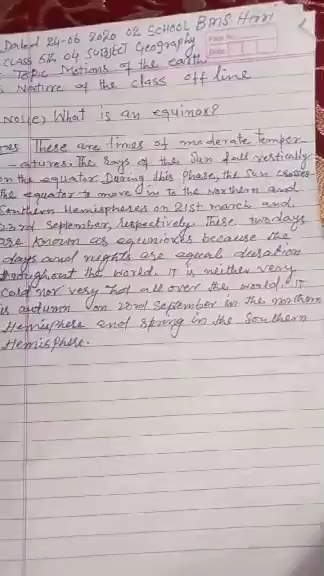 Dated 24-06 2020 02 SCHOOL BMS Harr
Class 6th 04 Subject Geography
Topic Motions of the earth.
Nature of the class off line
What is an equinox?
These are times of moderate temper
-atures. The rays of the Sun fall vertically
on the equator. During this Phase, the Sun crosses
the equator to move in to the Northern and
Southern Hemispheres on 21st march and
23rd September, respectively. These two days
are known as equinoxes because the
days and nights are equal duration
throughout the world. It is neither very
Cold nor very hot all over the world. It
is autumn on 23rd September in the northern
Hemisphere and spring in the Southern
Hemisphere.